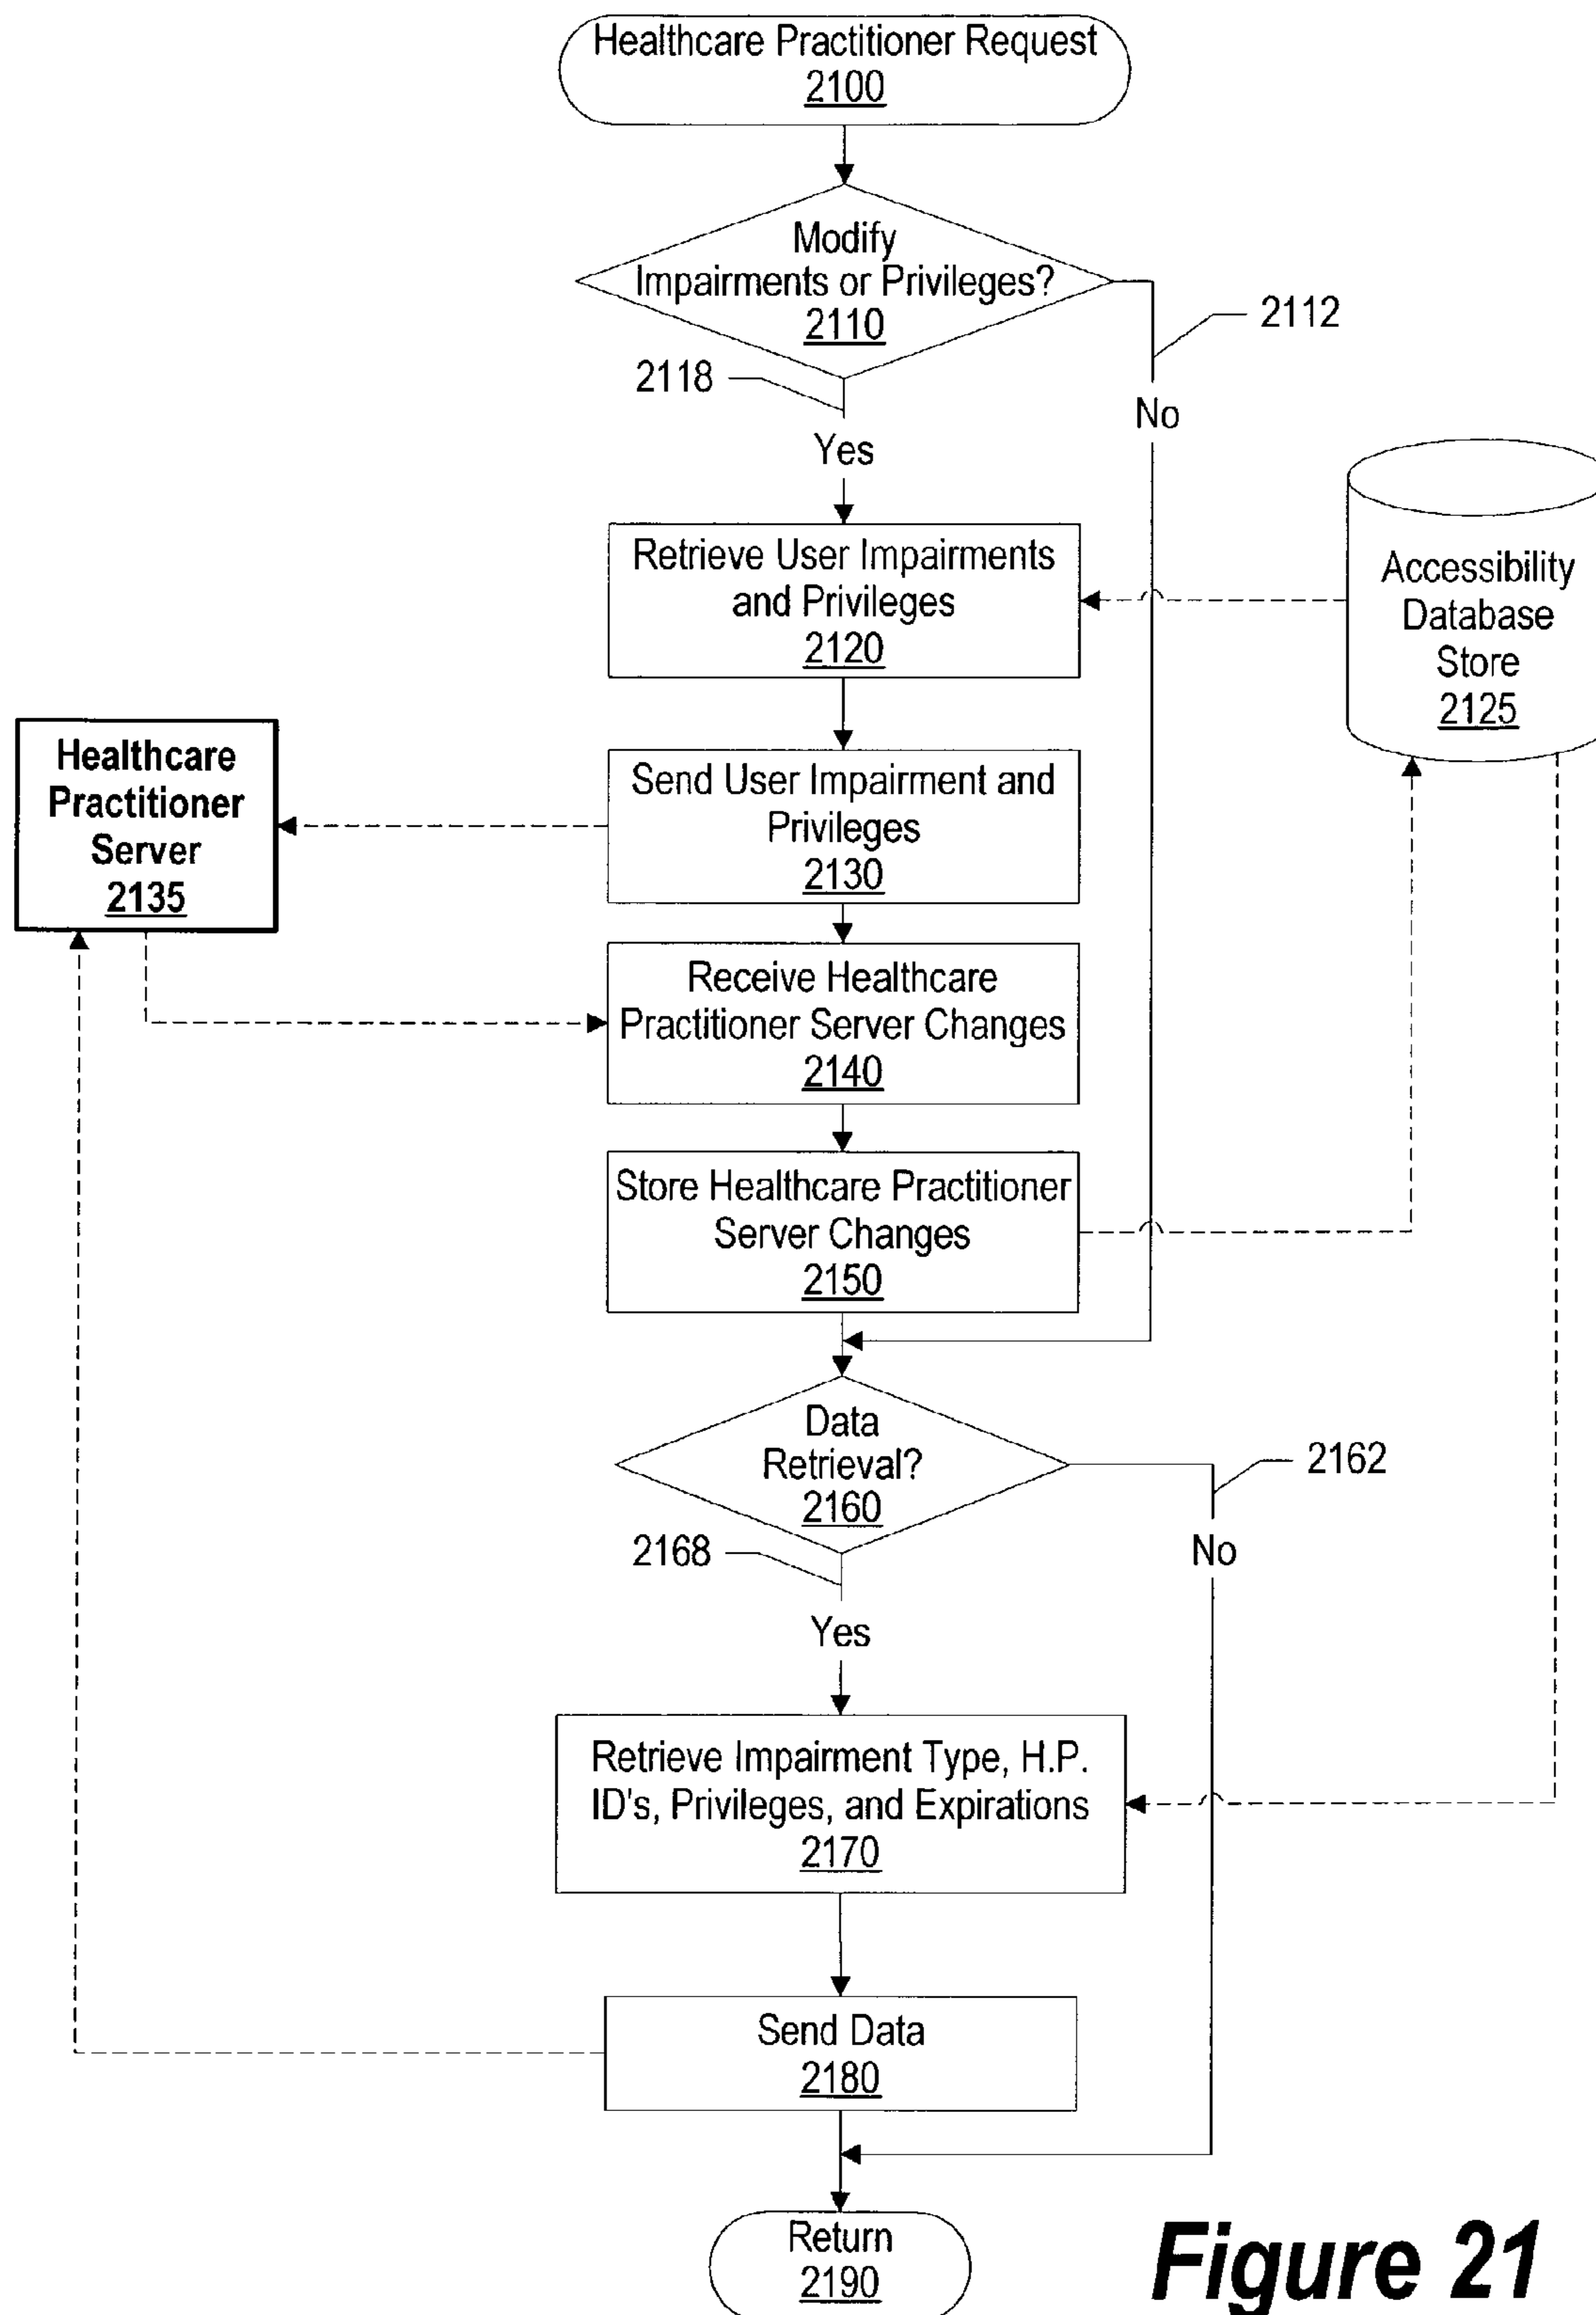 Healthcare Practitioner Request
2100
Modify
Impairments or Privileges?
2110
2112
2118
No
Yes
Retrieve User Impairments
and Privileges
2120
Accessibility
Database
Store
2125
Healthcare
Practitioner
Server
2135
Send User Impairment and
Privileges
2130
Receive Healthcare
Practitioner Server Changes
2140
Store Healthcare Practitioner
Server Changes
2150
Data
Retrieval?
2160
2162
2168
No
Yes
Retrieve Impairment Type, H.P.
ID's, Privileges, and Expirations
2170
Send Data
2180
Return
2190
Figure 21